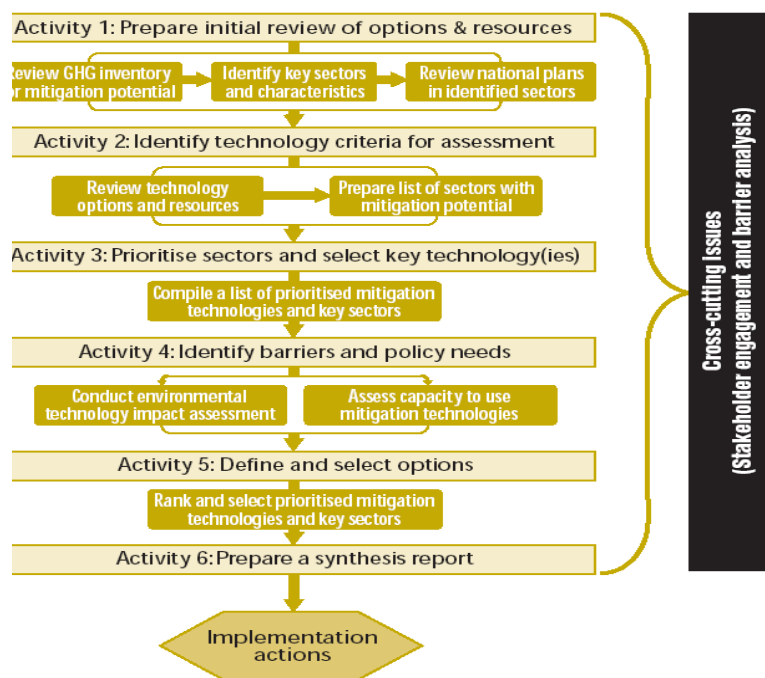 Activity 1: Prepare initial review of options & resources
Review GHG inventory
or mitigation potential
Identify key sectors
and characteristics
Review national plans
in identified sectors
Activity 2: Identify technology criteria for assessment
Review technology
options and resources
Prepare list of sectors with
mitigation potential
Activity 3: Prioritise sectors and select key technology(ies)
Compile a list of prioritised mitigation
technologies and key sectors
Activity 4: Identify barriers and policy needs
Conduct environmental
technology impact assessment
Assess capacity to use
mitigation technologies
Activity 5: Define and select options
Rank and select prioritised mitigation
technologies and key sectors
Activity 6: Prepare a synthesis report
Implementation
actions
Cross-cutting Issues
(Stakeholder engagement and barrier analysis)